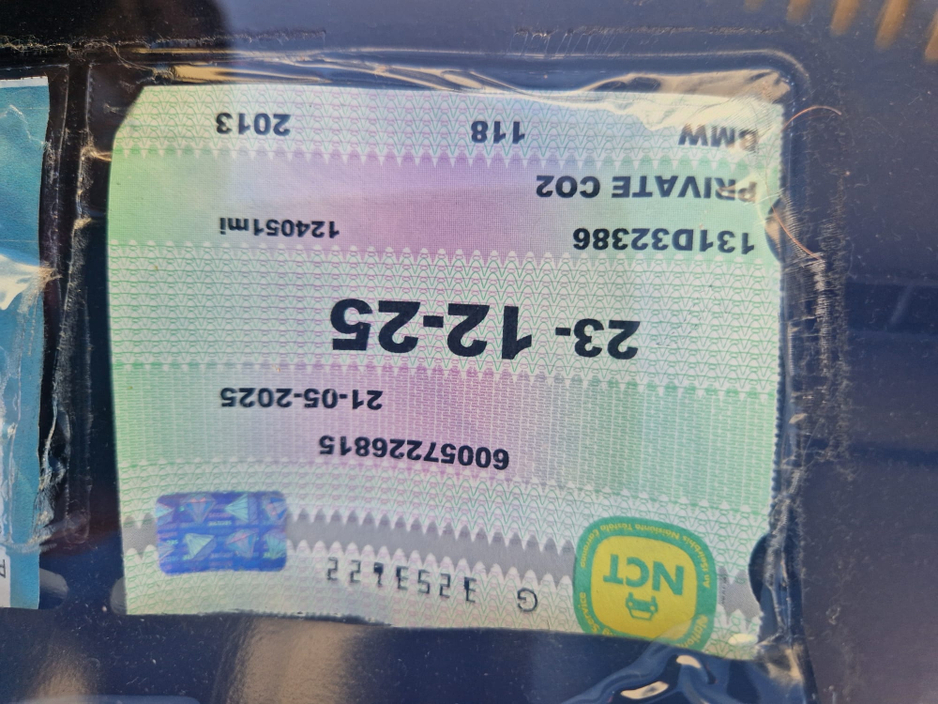 G 3253122
NCT
60057226815
21-05-2025
23-12-25
131D32386 124051mi
PRIVATE CO2
BMW 118 2013